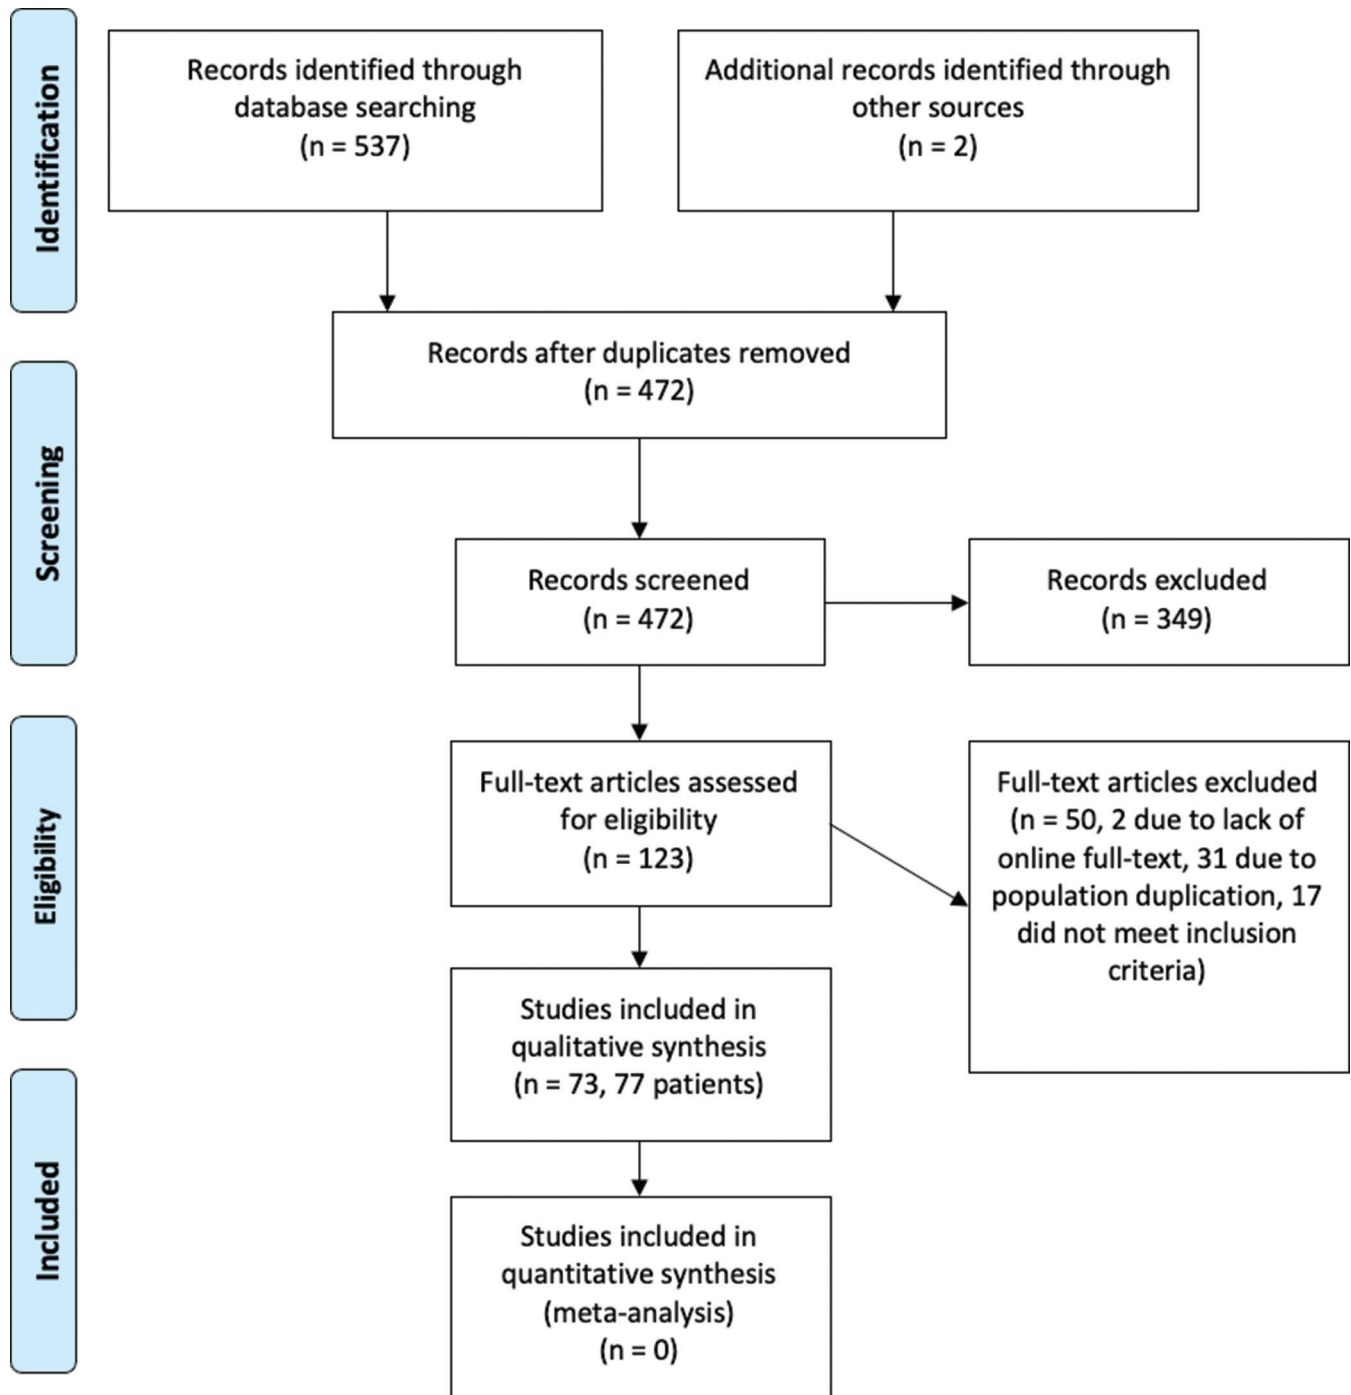 Identification
Records identified through
database searching
(n = 537)
Additional records identified through
other sources
(n = 2)
Records after duplicates removed
(n = 472)
Screening
Records screened
(n = 472)
Records excluded
(n = 349)
Eligibility
Full-text articles assessed
for eligibility
(n = 123)
Full-text articles excluded
(n = 50, 2 due to lack of
online full-text, 31 due to
population duplication, 17
did not meet inclusion
criteria)
Studies included in
qualitative synthesis
(n = 73, 77 patients)
Included
Studies included in
quantitative synthesis
(meta-analysis)
(n = 0)